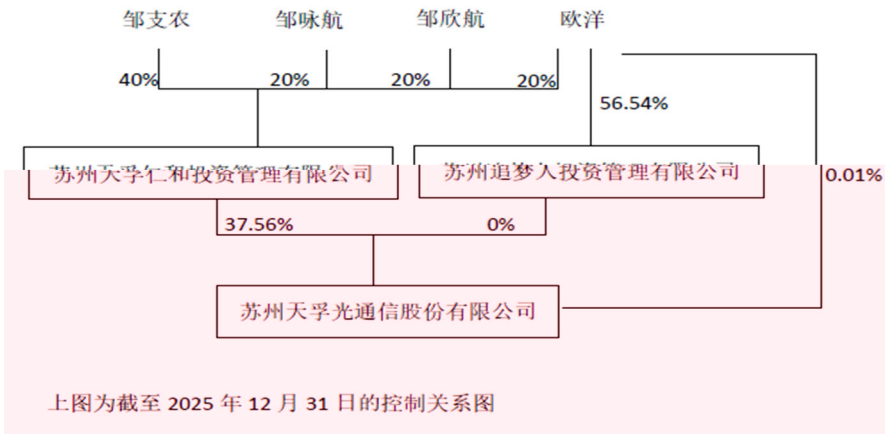 邹支农 邹咏航 邹欣航 欧洋
40% 20% 20% 20%
56.54%
苏州天孚仁和投资管理有限公司 苏州追梦人投资管理有限公司
0.01%
37.56% 0%
苏州天孚光通信股份有限公司
上图为截至 2025 年 12 月 31 日的控制关系图